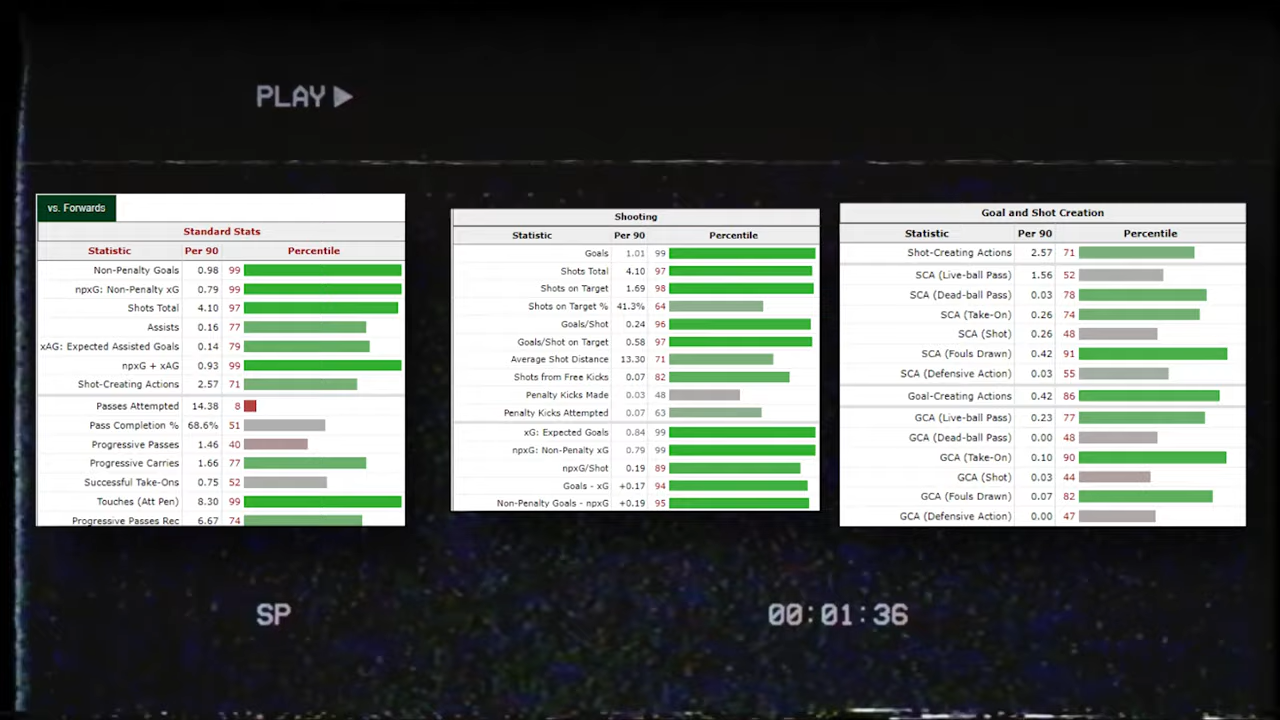 PLAY
vs. Forwards
Standard Stats
Statistic Per 90 Percentile
Non-Penalty Goals 0.98 99
npxG: Non-Penalty xG 0.79 99
Shots Total 4.10 97
Assists 0.16 77
xAG: Expected Assisted Goals 0.14 79
npxG + xAG 0.93 99
Shot-Creating Actions 2.57 71
Passes Attempted 14.38 8
Pass Completion % 68.6% 51
Progressive Passes 1.46 40
Progressive Carries 1.66 77
Successful Take-Ons 0.75 52
Touches (Att Pen) 8.30 99
Progressive Passes Rec 6.67 74
Shooting
Statistic Per 90 Percentile
Goals 1.01 99
Shots Total 4.10 97
Shots on Target 1.69 98
Shots on Target % 41.3% 64
Goals/Shot 0.24 96
Goals/Shot on Target 0.58 97
Average Shot Distance 13.30 71
Shots from Free Kicks 0.07 82
Penalty Kicks Made 0.03 48
Penalty Kicks Attempted 0.07 63
xG: Expected Goals 0.84 99
npxG: Non-Penalty xG 0.79 99
npxG/Shot 0.19 89
Goals - xG +0.17 94
Non-Penalty Goals - npxG +0.19 95
Goal and Shot Creation
Statistic Per 90 Percentile
Shot-Creating Actions 2.57 71
SCA (Live-ball Pass) 1.56 52
SCA (Dead-ball Pass) 0.03 78
SCA (Take-On) 0.26 74
SCA (Shot) 0.26 48
SCA (Fouls Drawn) 0.42 91
SCA (Defensive Action) 0.03 55
Goal-Creating Actions 0.42 86
GCA (Live-ball Pass) 0.23 77
GCA (Dead-ball Pass) 0.00 48
GCA (Take-On) 0.10 90
GCA (Shot) 0.03 44
GCA (Fouls Drawn) 0.07 82
GCA (Defensive Action) 0.00 47
SP
00:01:36